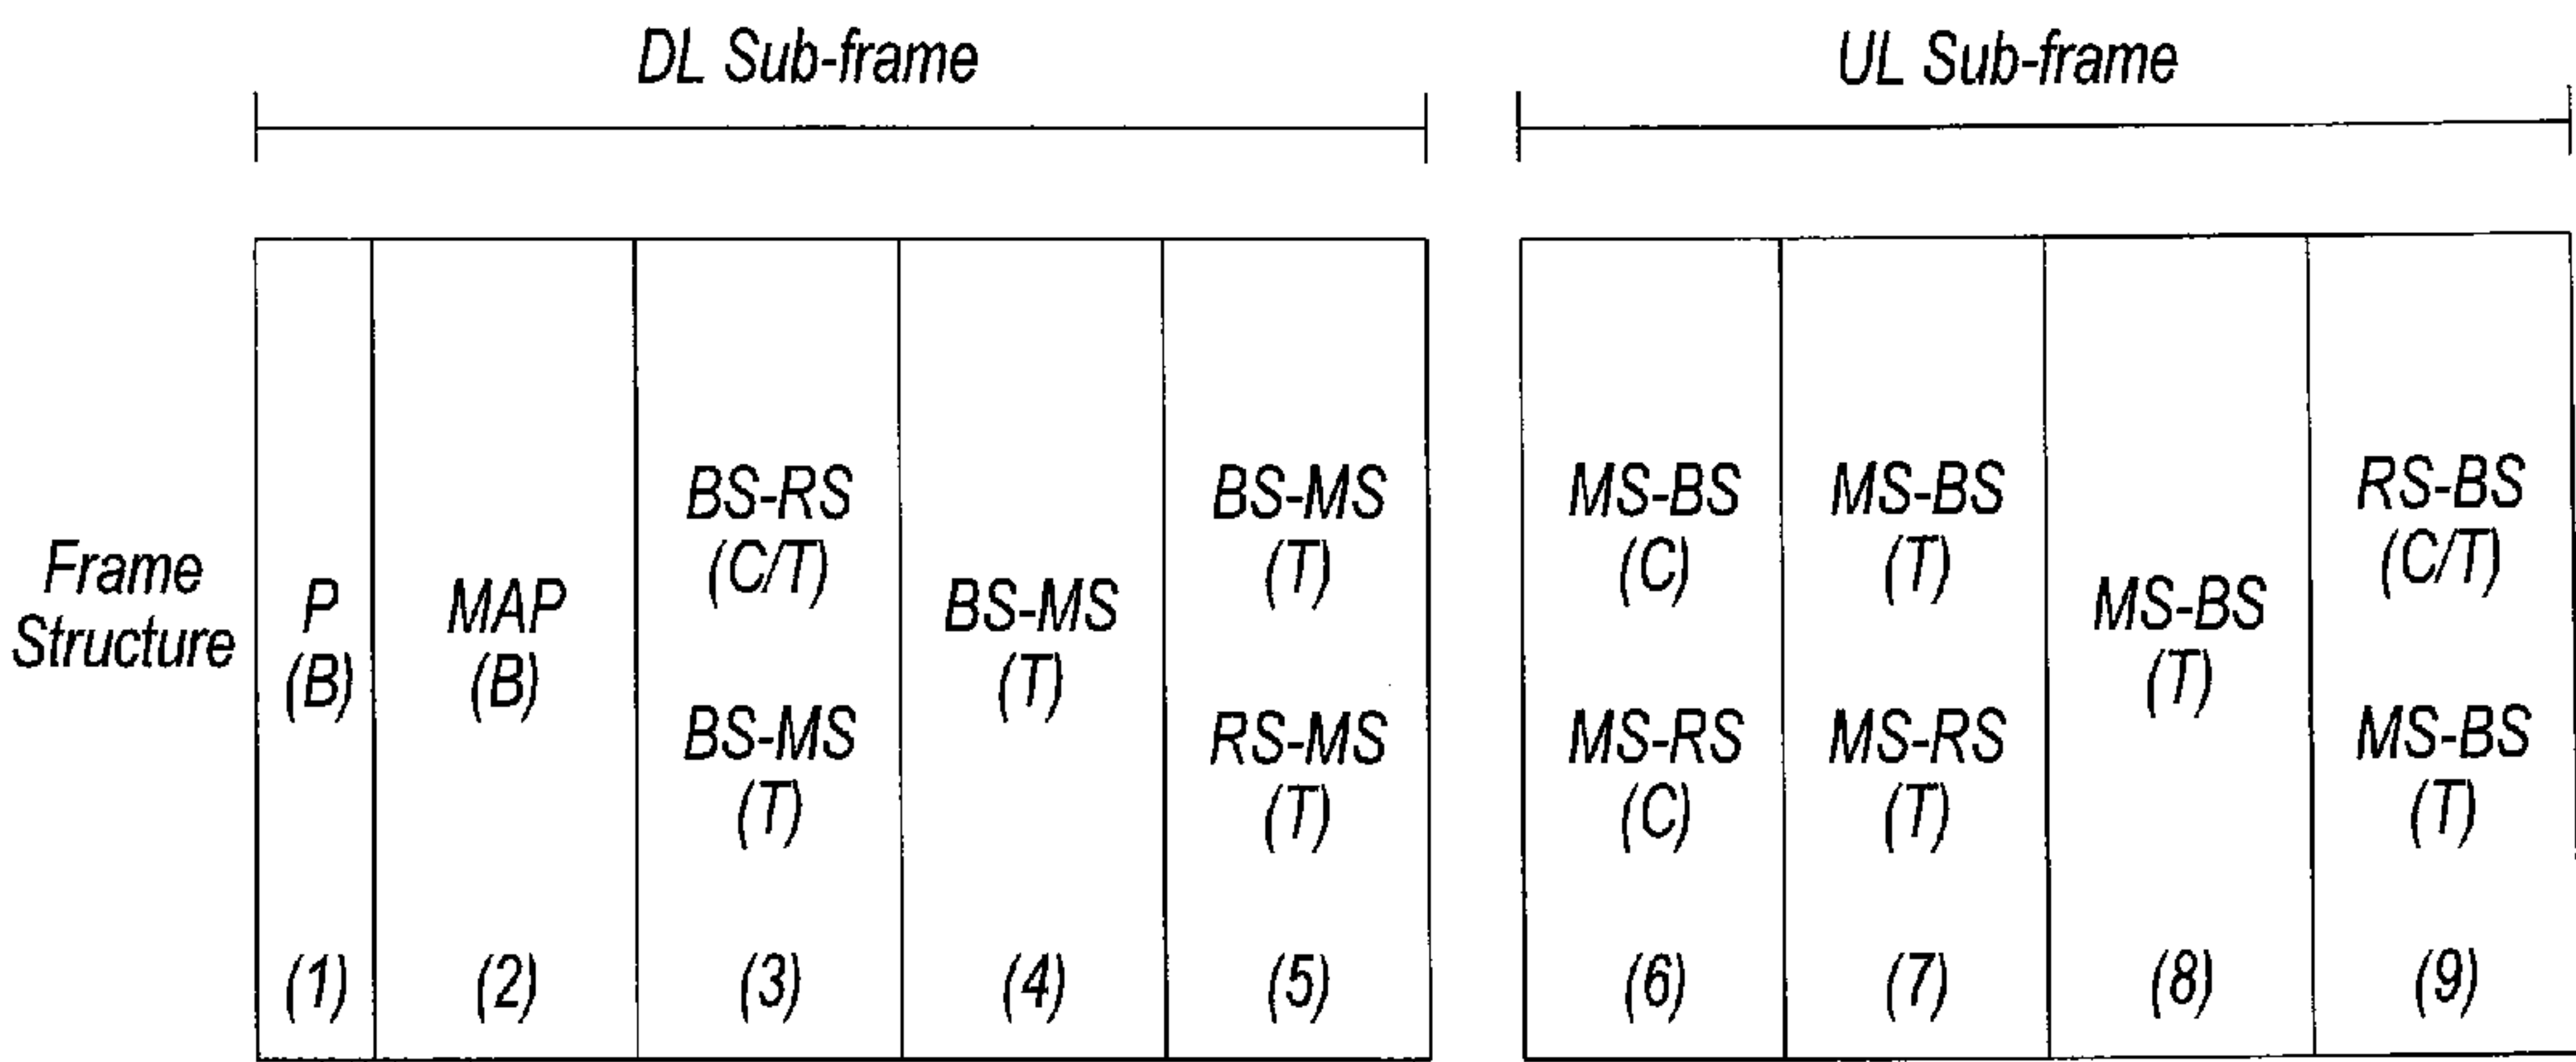 DL Sub-frame
UL Sub-frame
Frame
Structure
P
(B)
(1)
MAP
(B)
(2)
BS-RS
(C/T)
BS-MS
(T)
(3)
BS-MS
(T)
(4)
BS-MS
(T)
RS-MS
(T)
(5)
MS-BS
(C)
MS-RS
(C)
(6)
MS-BS
(T)
MS-RS
(T)
(7)
MS-BS
(T)
(8)
RS-BS
(C/T)
MS-BS
(T)
(9)